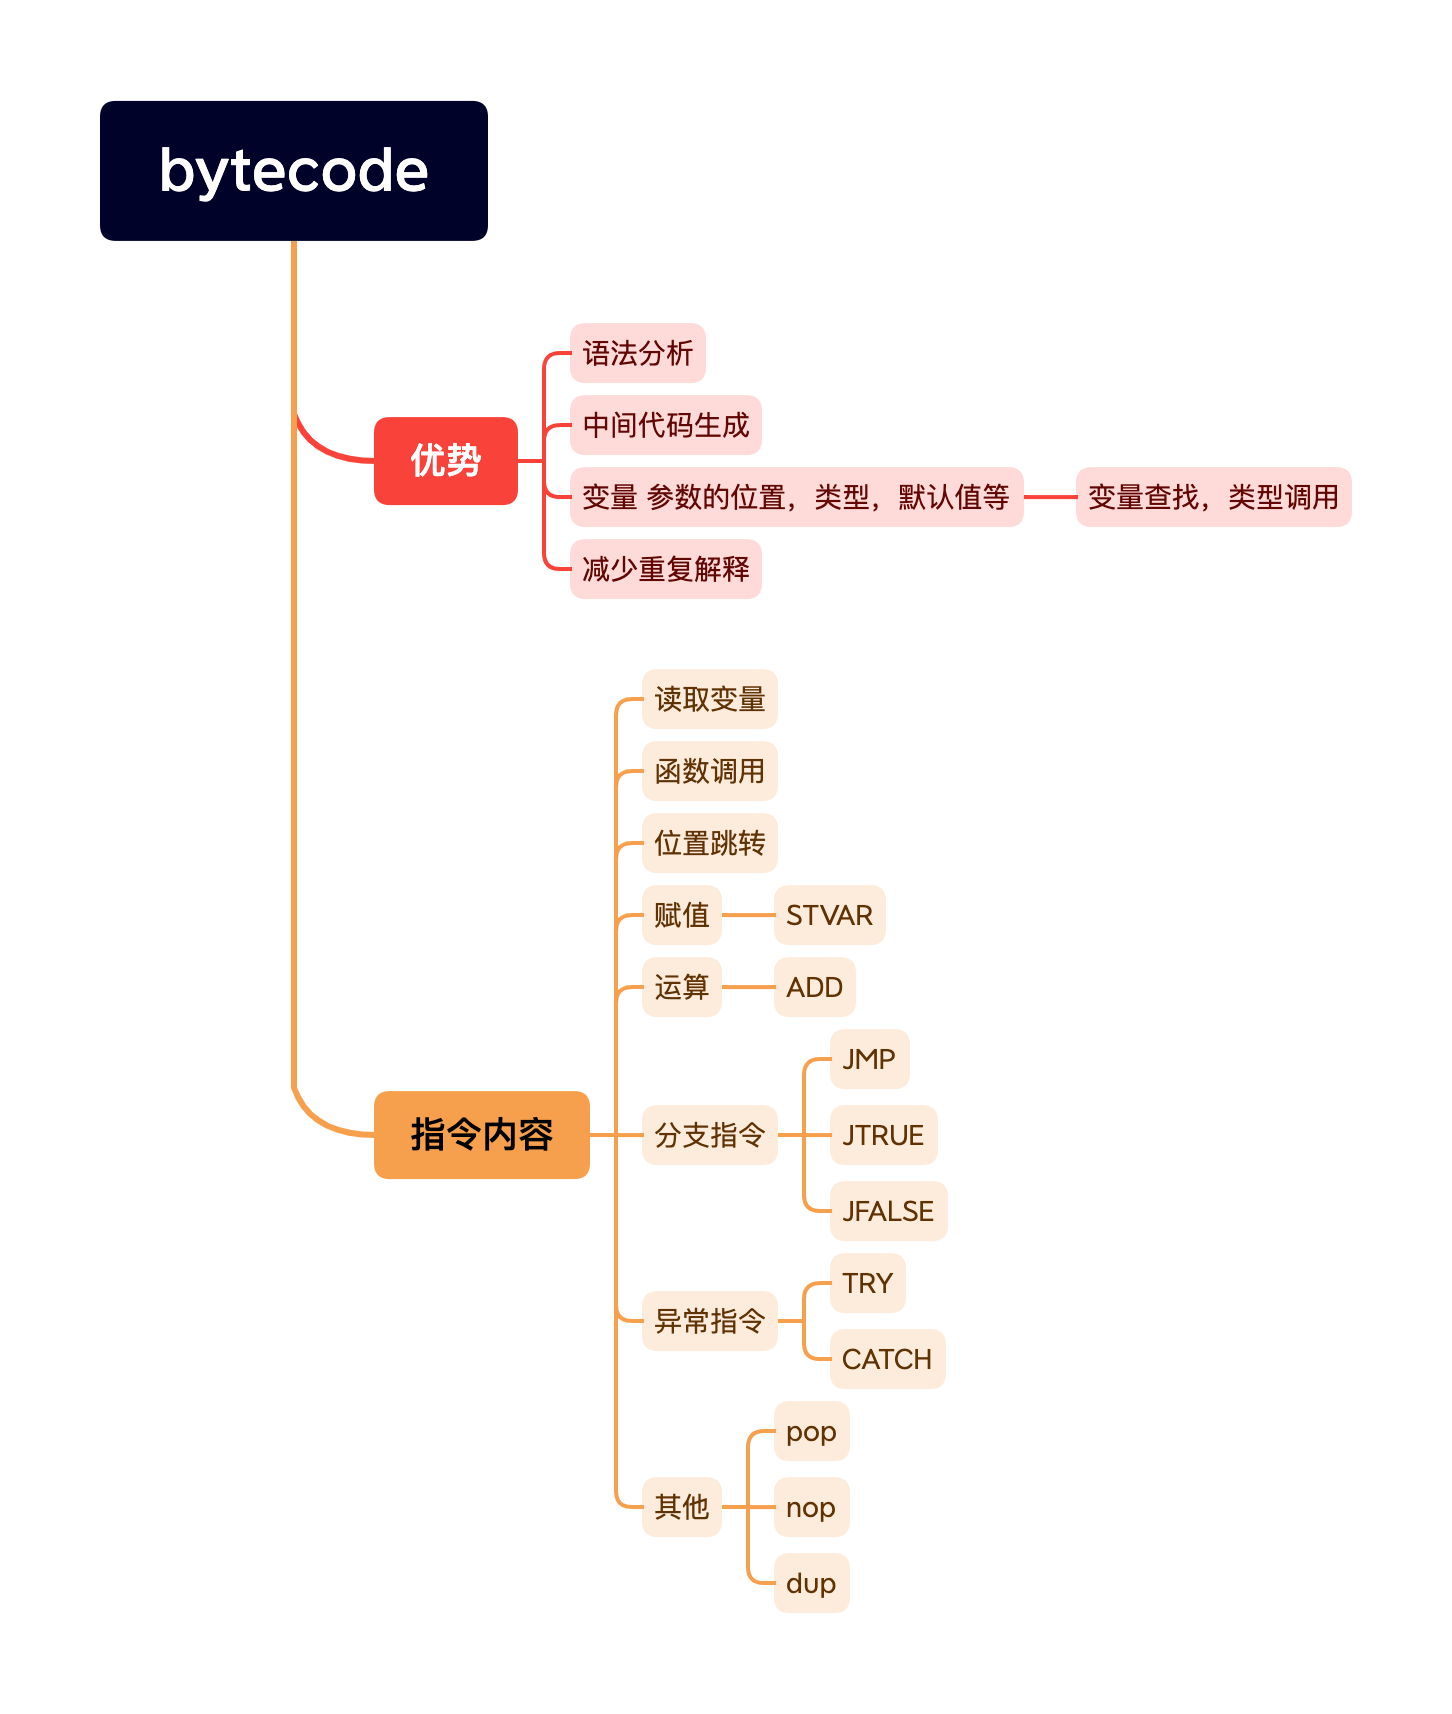 bytecode
优势
语法分析
中间代码生成
变量 参数的位置，类型，默认值等
变量查找，类型调用
减少重复解释
指令内容
读取变量
函数调用
位置跳转
赋值
STVAR
运算
ADD
分支指令
JMP
JTRUE
JFALSE
异常指令
TRY
CATCH
其他
pop
nop
dup